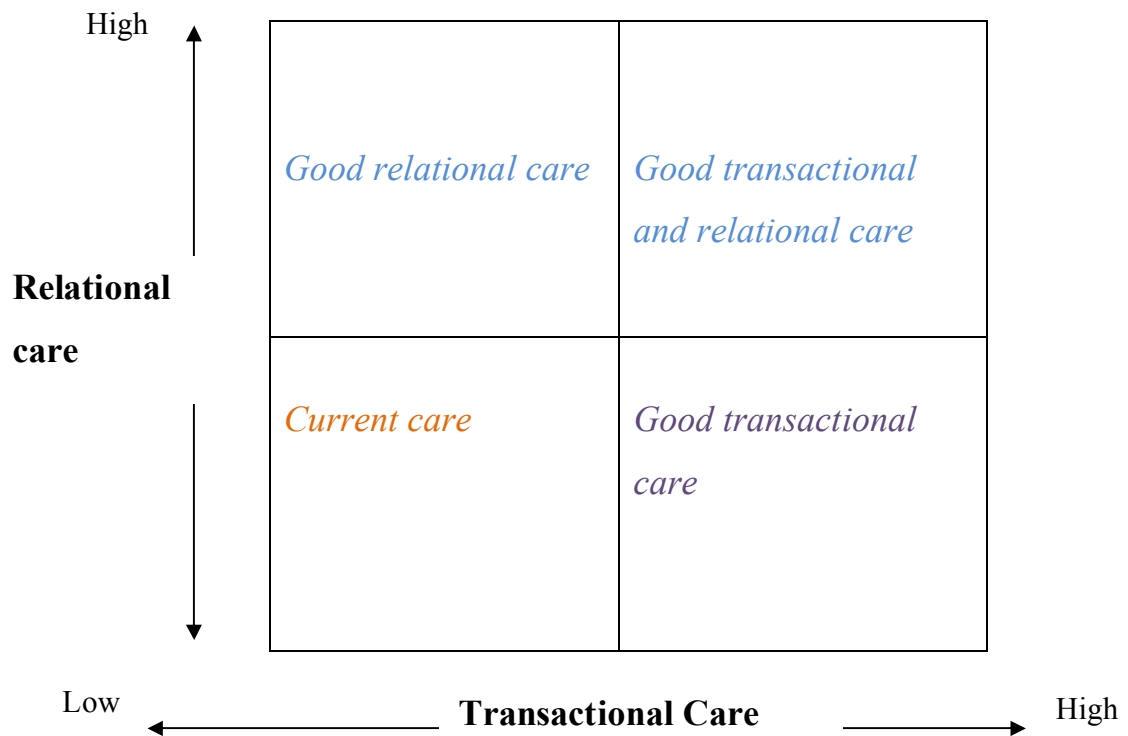 High
Good relational care
Good transactional
and relational care
Relational
care
Current care
Good transactional
care
Low
Transactional Care
High